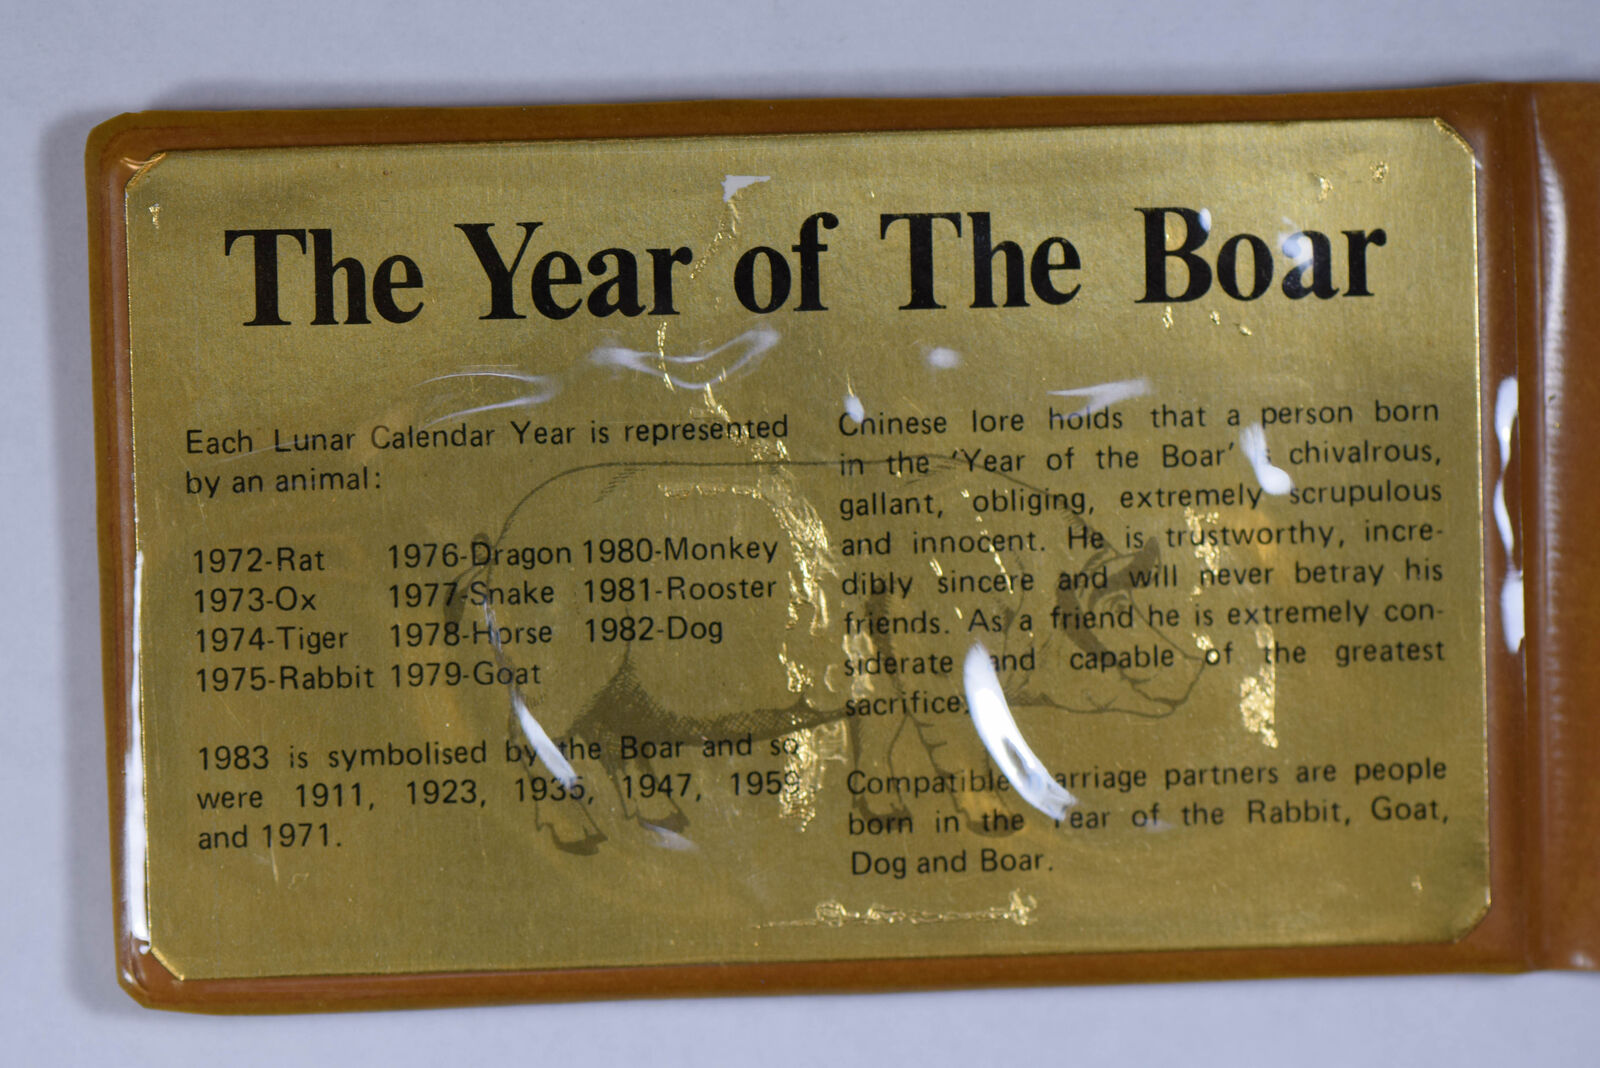 The Year of The Boar
Each Lunar Calendar Year is represented
by an animal:
1972-Rat 1976-Dragon 1980-Monkey
1973-Ox 1977-Snake 1981-Rooster
1974-Tiger 1978-Horse 1982-Dog
1975-Rabbit 1979-Goat
1983 is symbolised by the Boar and so
were 1911, 1923, 1935, 1947, 1959
and 1971.
Chinese lore holds that a person born
in the 'Year of the Boar' chivalrous,
gallant, obliging, extremely scrupulous
and innocent. He is trustworthy, incre-
dibly sincere and will never betray his
friends. As a friend he is extremely con-
siderate and capable of the greatest
sacrifice.
Compatible marriage partners are people
born in the Year of the Rabbit, Goat,
Dog and Boar.